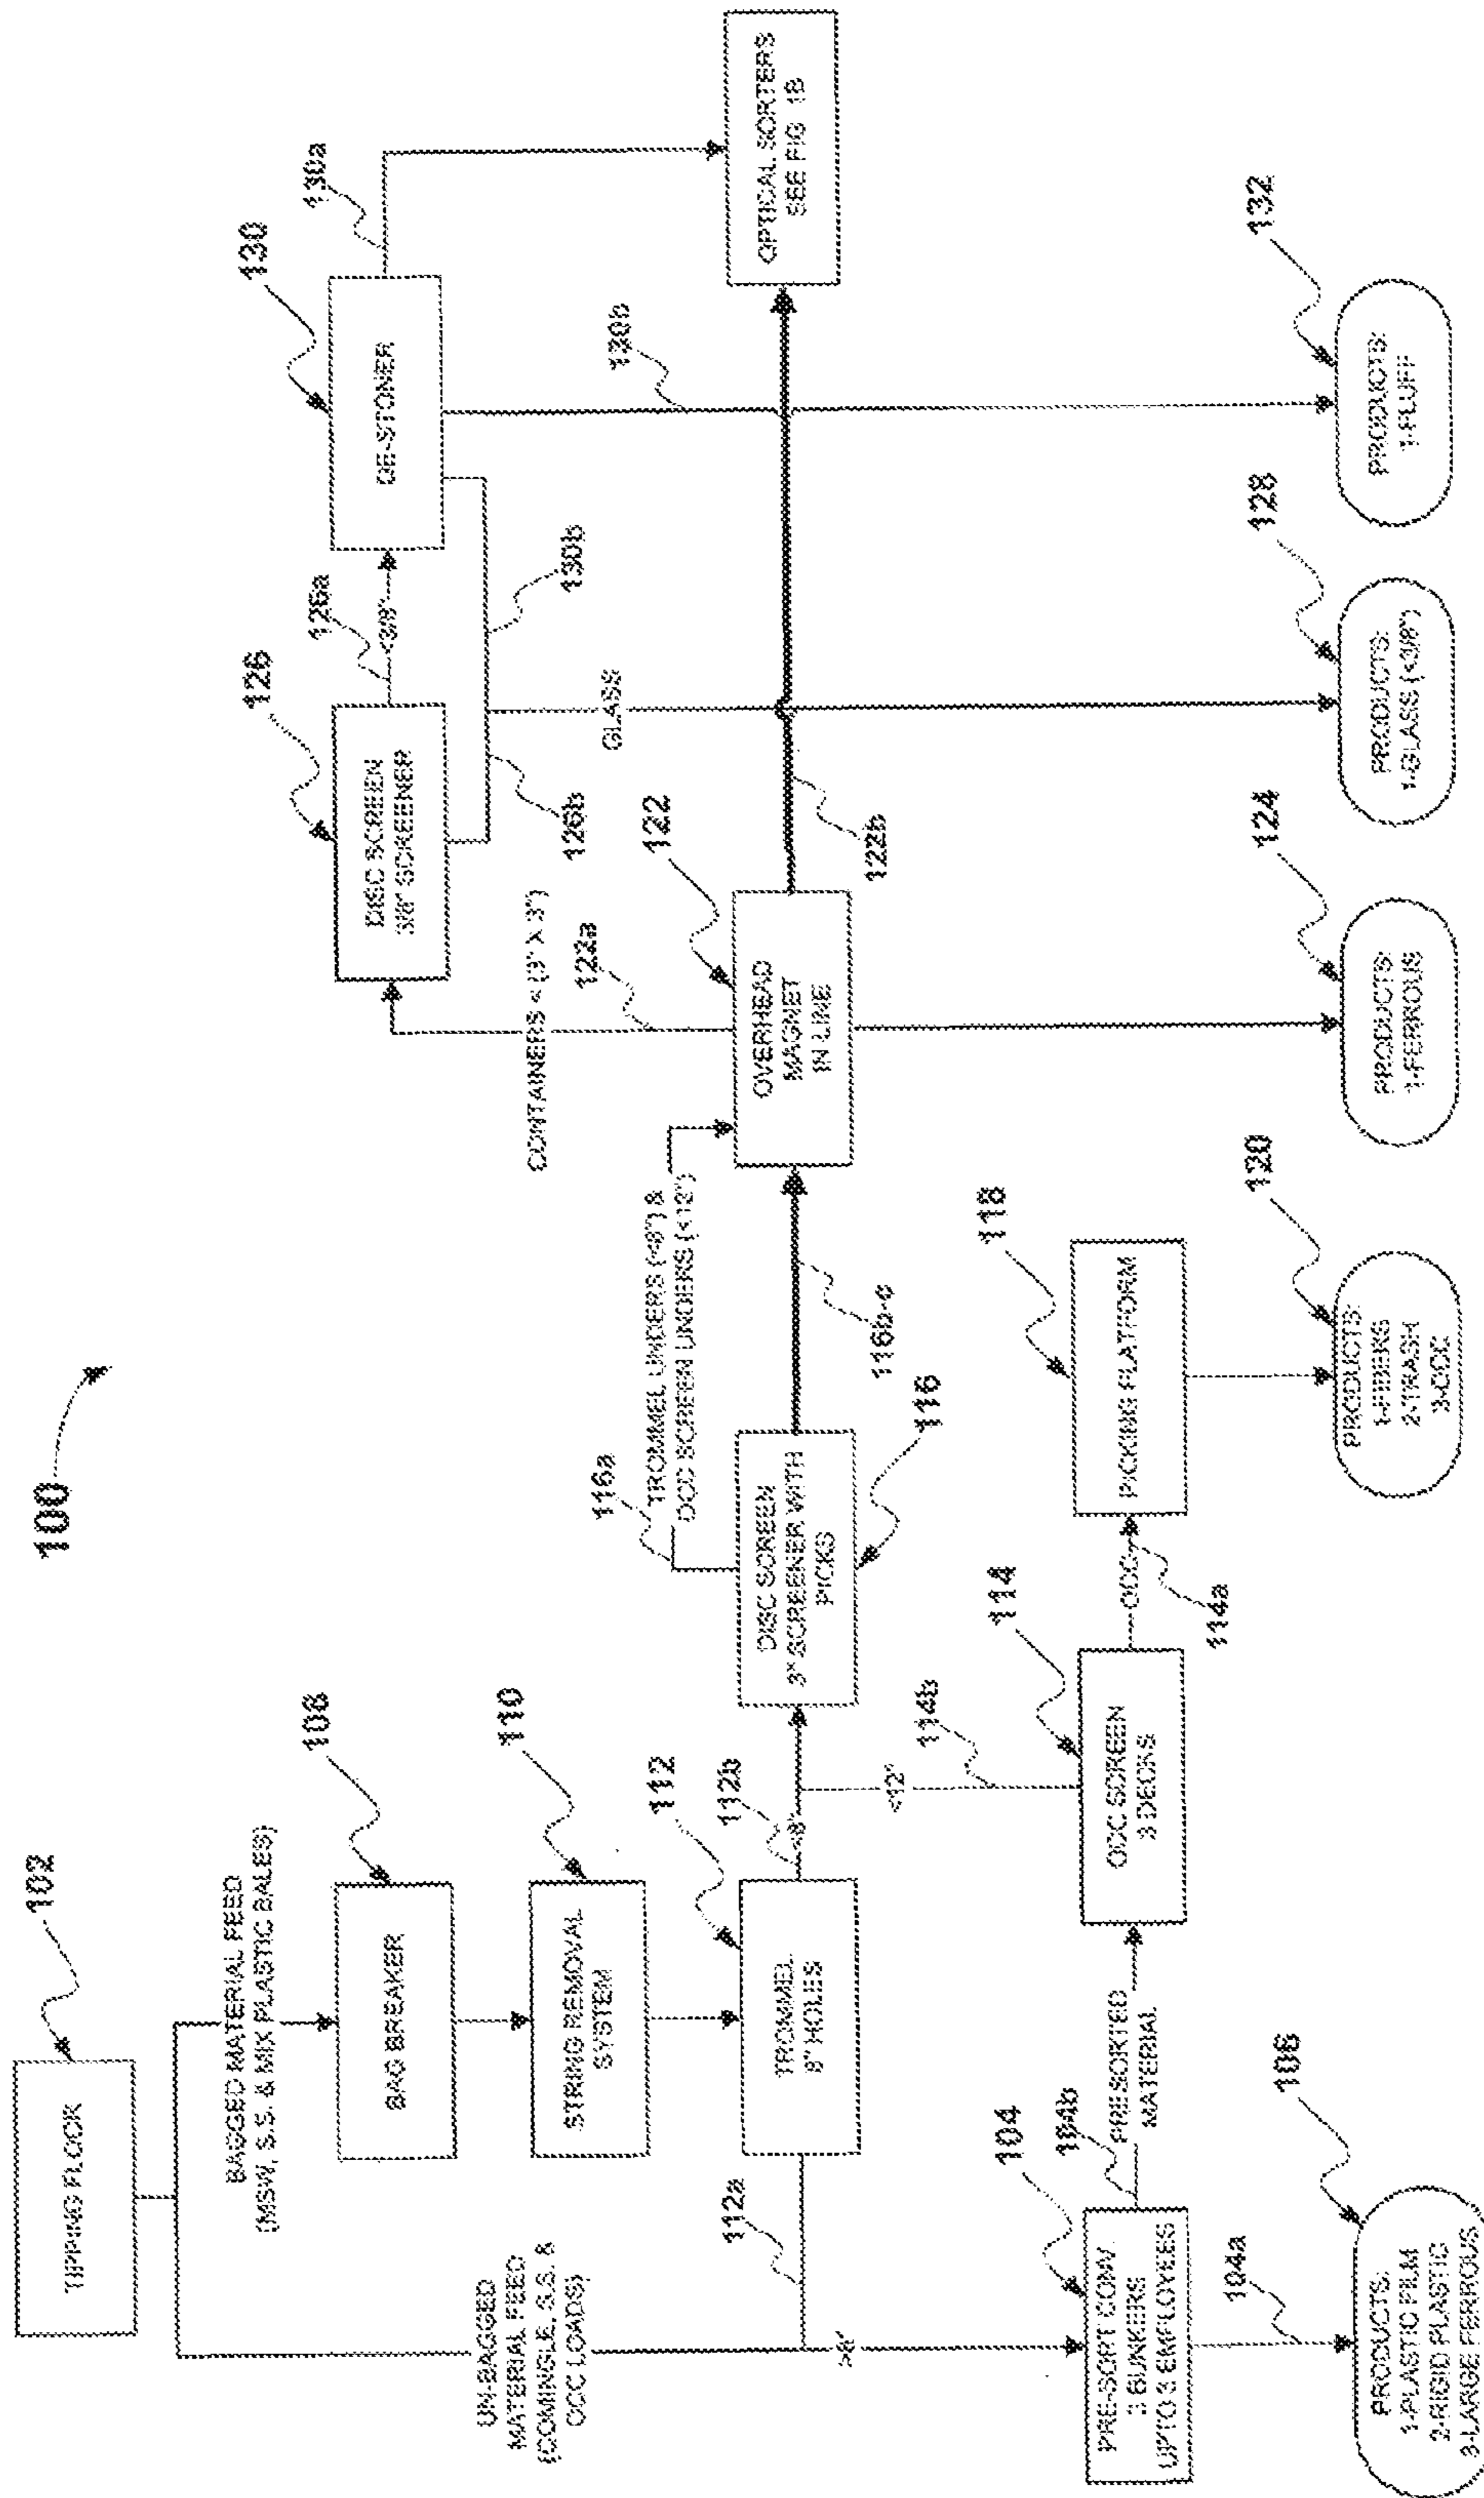 100
102
TIPPING FLOCK
BAGGED MATERIAL FEED
(MSW, S.S. & MIX PLASTIC BALES)
UN-BAGGED
MATERIAL FEED
(COMINGLE, S.S. &
OCC LOADS)
108
BAG BREAKER
110
STRING REMOVAL
SYSTEM
112
TROMMEL
8" HOLES
112a
112b
>8"
<8"
104
PRE-SORT CONV.
3 BUNKERS
UPTO 3 EMPLOYEES
104a
104b
PRESORTED
MATERIAL
106
PRODUCTS:
1-PLASTIC FILM
2-RIGID PLASTIC
3-LARGE FERROUS
114
OCC SCREEN
3 DECKS
114a
OCC
114b
<12"
116
DISC SCREEN
3" SCREENER WITH
PICKS
116a
TROMMEL UNDERS (<8") &
OCC SCREEN UNDERS (<12")
116b-c
118
PICKING PLATFORM
120
PRODUCTS:
1-FIBERS
2-TRASH
3-OCC
122
OVERHEAD
MAGNET
IN LINE
122a
CONTAINERS < (3" X 3")
122b
124
PRODUCTS:
1-FERROUS
126
DISC SCREEN
3/8" SCREENER
126a
<3/8"
126b
GLASS
128
PRODUCTS:
1-GLASS (<3/8")
130
DE-STONER
130a
130b
130b
132
PRODUCTS:
1-FLUFF
OPTICAL SORTERS
SEE FIG 1B